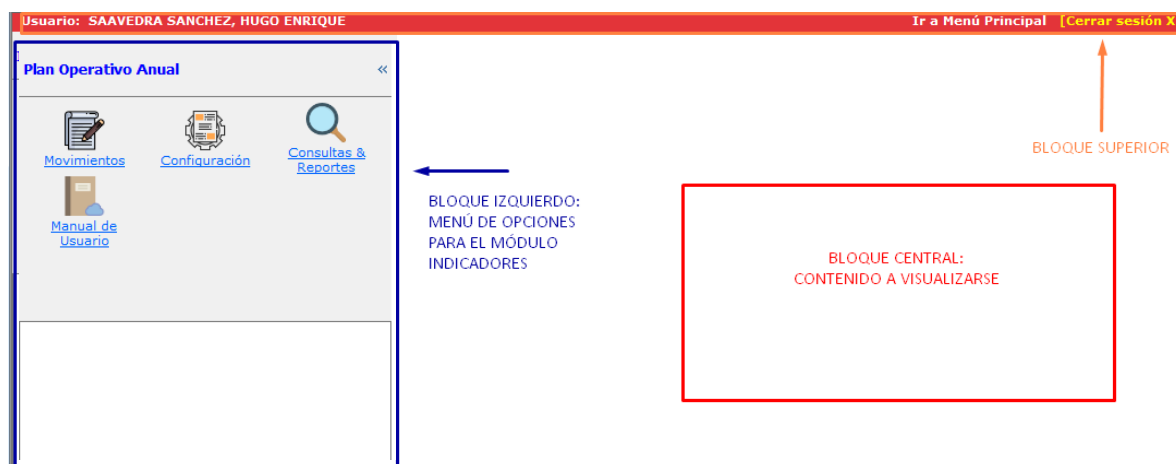 Usuario: SAAVEDRA SANCHEZ, HUGO ENRIQUE
Ir a Menú Principal [Cerrar sesión X
Plan Operativo Anual «
Movimientos
Configuración
Consultas &
Reportes
Manual de
Usuario
BLOQUE SUPERIOR
BLOQUE IZQUIERDO:
MENÚ DE OPCIONES
PARA EL MÓDULO
INDICADORES
BLOQUE CENTRAL:
CONTENIDO A VISUALIZARSE